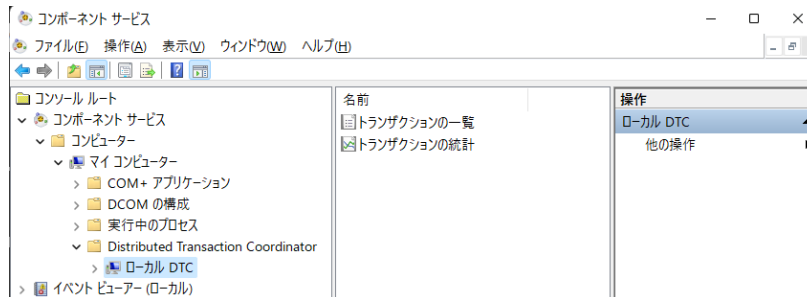 コンポーネント サービス
ファイル(F) 操作(A) 表示(V) ウィンドウ(W) ヘルプ(H)
コンソール ルート
コンポーネント サービス
コンピューター
マイ コンピューター
COM+ アプリケーション
DCOM の構成
実行中のプロセス
Distributed Transaction Coordinator
ローカル DTC
イベント ビューアー (ローカル)
名前
トランザクションの一覧
トランザクションの統計
操作
ローカル DTC
他の操作